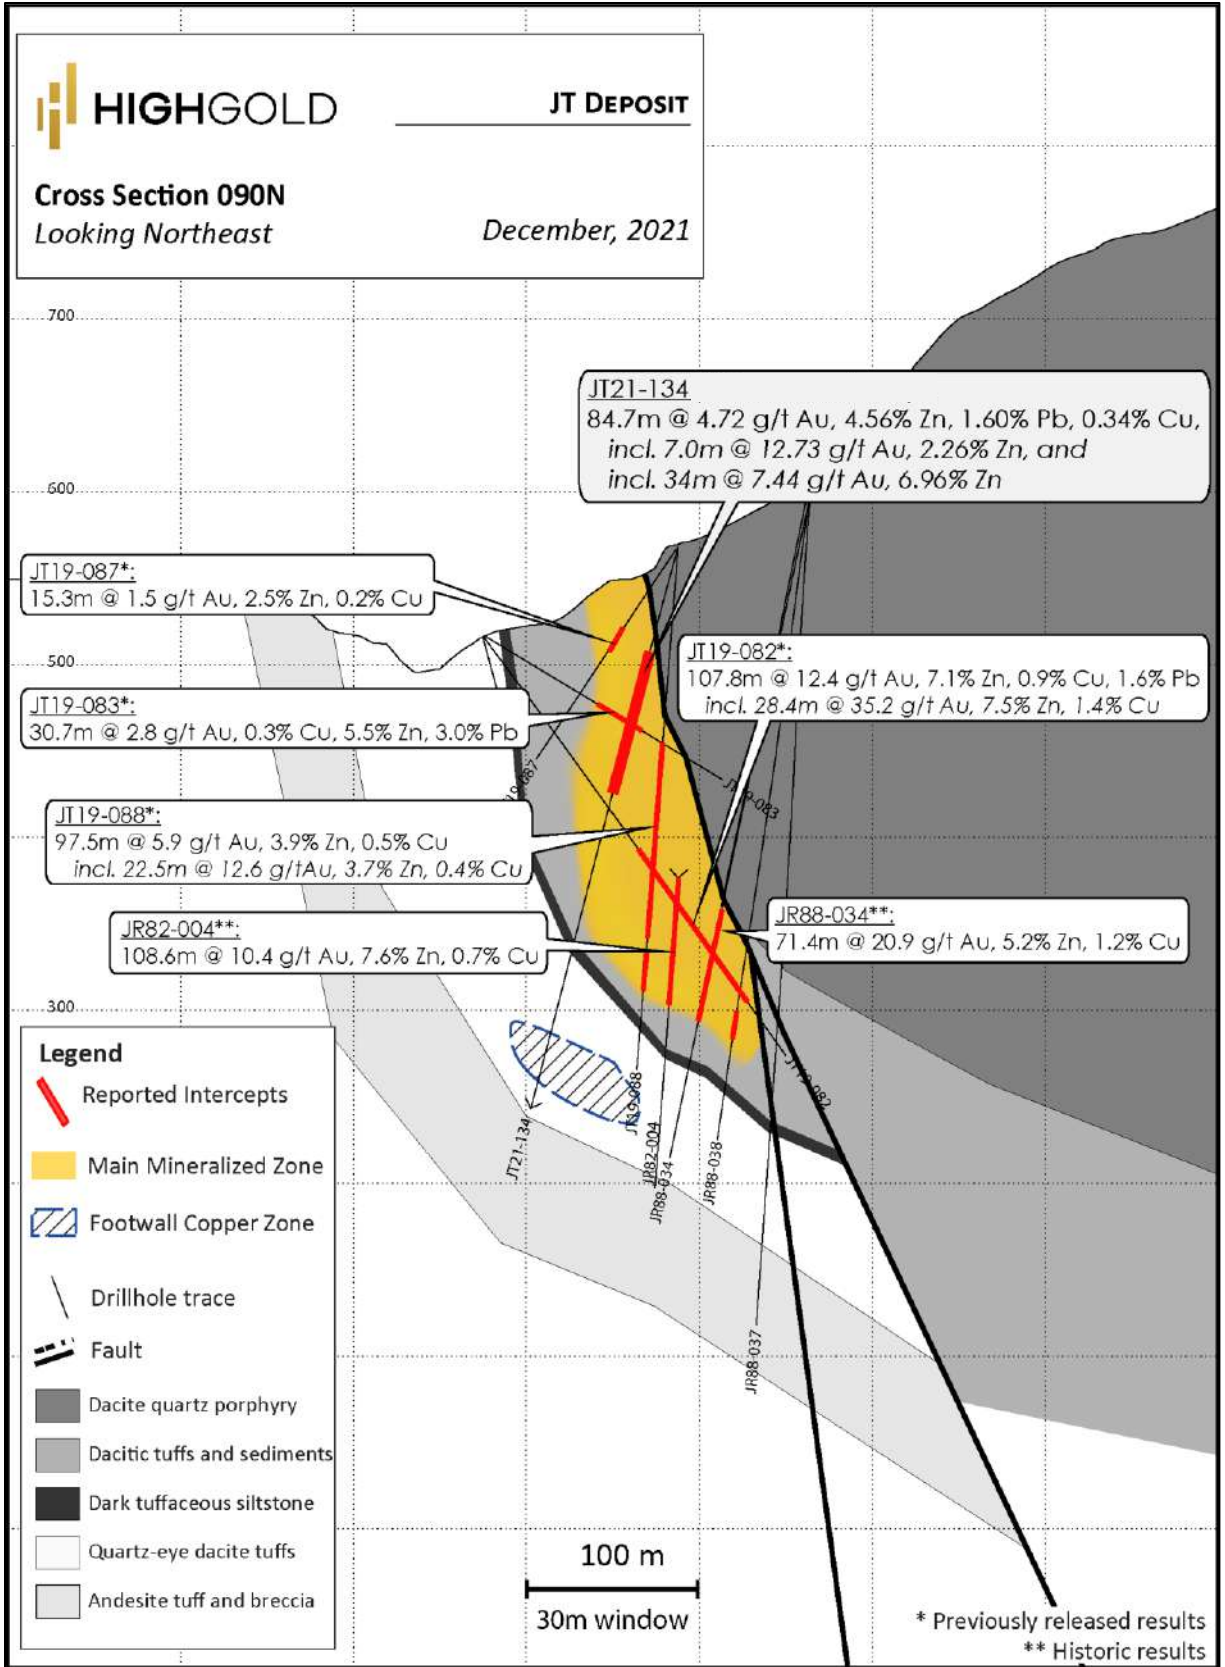 HIGHGOLD
JT DEPOSIT
Cross Section 090N
Looking Northeast
December, 2021
700
600
500
300
JT21-134
84.7m @ 4.72 g/t Au, 4.56% Zn, 1.60% Pb, 0.34% Cu,
incl. 7.0m @ 12.73 g/t Au, 2.26% Zn, and
incl. 34m @ 7.44 g/t Au, 6.96% Zn
JT19-087*:
15.3m @ 1.5 g/t Au, 2.5% Zn, 0.2% Cu
JT19-082*:
107.8m @ 12.4 g/t Au, 7.1% Zn, 0.9% Cu, 1.6% Pb
incl. 28.4m @ 35.2 g/t Au, 7.5% Zn, 1.4% Cu
JT19-083*:
30.7m @ 2.8 g/t Au, 0.3% Cu, 5.5% Zn, 3.0% Pb
JT19-088*:
97.5m @ 5.9 g/t Au, 3.9% Zn, 0.5% Cu
incl. 22.5m @ 12.6 g/tAu, 3.7% Zn, 0.4% Cu
JR82-004**:
108.6m @ 10.4 g/t Au, 7.6% Zn, 0.7% Cu
JR88-034**:
71.4m @ 20.9 g/t Au, 5.2% Zn, 1.2% Cu
19-087
JT19-083
JT19-082
JT21-134
JT19-088
JR82-004
JR88-034
JR88-038
JR88-037
Legend
Reported Intercepts
Main Mineralized Zone
Footwall Copper Zone
Drillhole trace
Fault
Dacite quartz porphyry
Dacitic tuffs and sediments
Dark tuffaceous siltstone
Quartz-eye dacite tuffs
Andesite tuff and breccia
100 m
30m window
* Previously released results
** Historic results